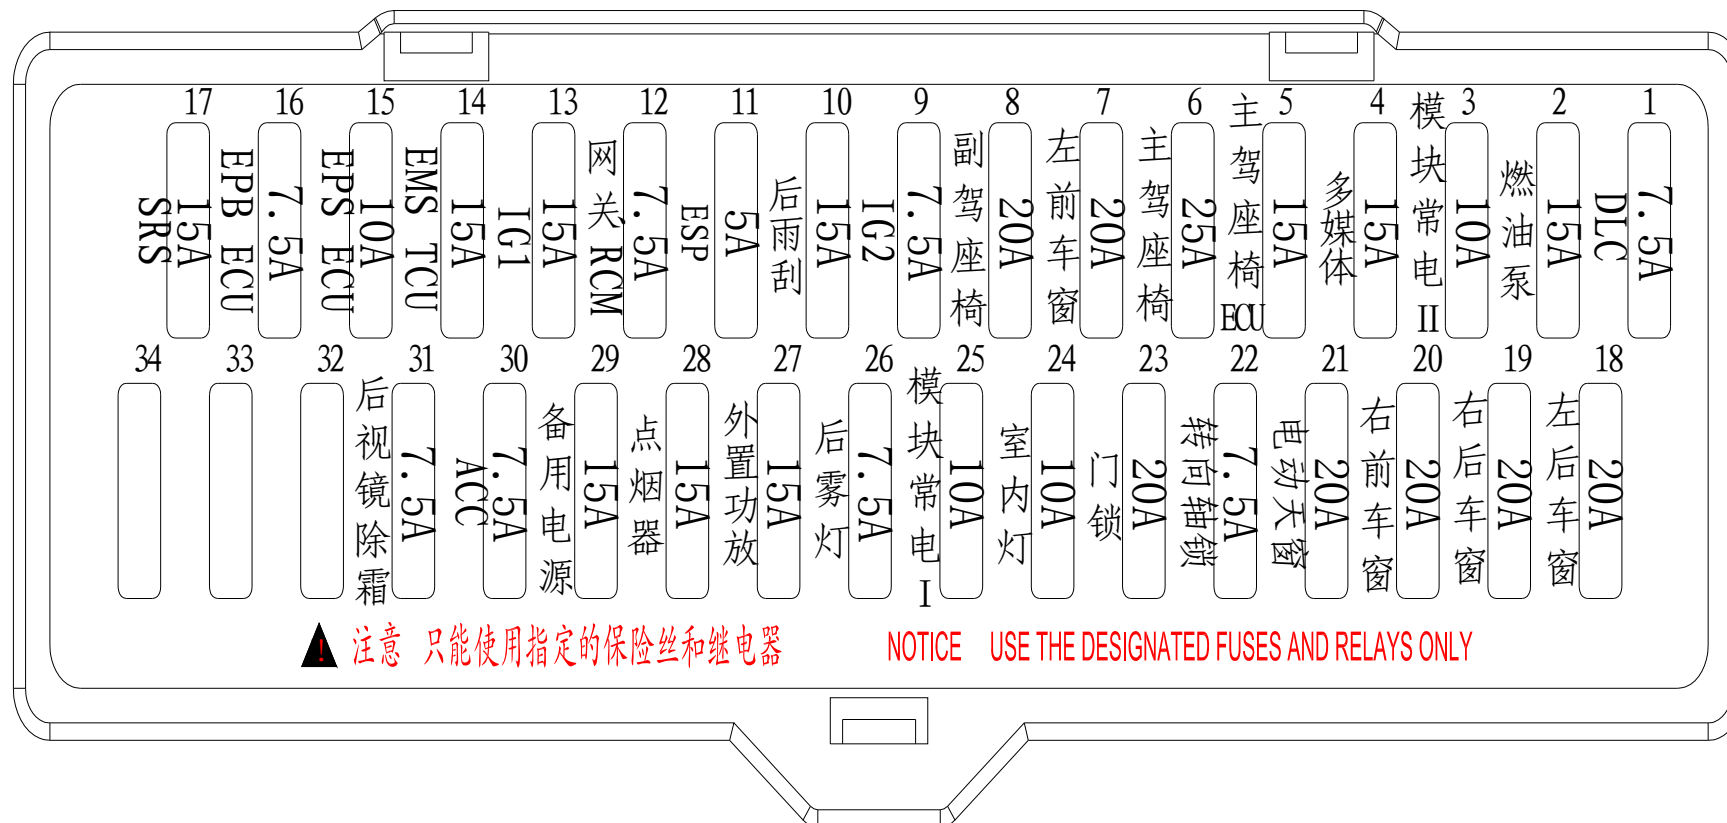 17 16 15 14 13 12 11 10 9 8 7 6 5 4 3 2 1
SRS
15A
EPB ECU
7.5A
EPS ECU
10A
EMS TCU
15A
IG1
15A
网关、RCM
7.5A
ESP
5A
后雨刮
15A
IG2
7.5A
副驾座椅
20A
左前车窗
20A
主驾座椅
25A
主驾座椅ECU
15A
多媒体
15A
模块常电II
10A
燃油泵
15A
DLC
7.5A
34 33 32 31 30 29 28 27 26 25 24 23 22 21 20 19 18
后视镜除霜
7.5A
ACC
7.5A
备用电源
15A
点烟器
15A
外置功放
15A
后雾灯
7.5A
模块常电I
10A
室内灯
10A
门锁
20A
转向轴锁
7.5A
电动天窗
20A
右前车窗
20A
右后车窗
20A
左后车窗
20A
! 注意 只能使用指定的保险丝和继电器 NOTICE USE THE DESIGNATED FUSES AND RELAYS ONLY